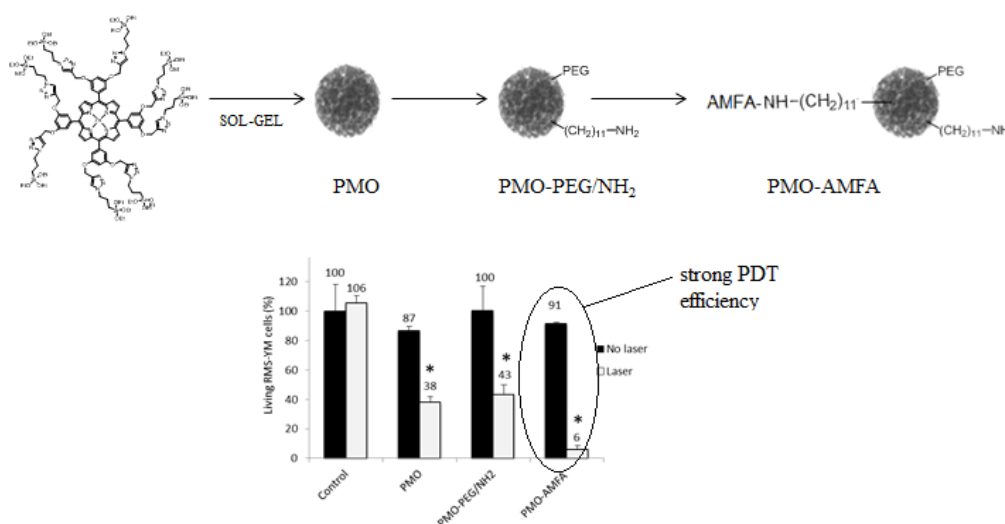 SOL-GEL
PEG
(CH2)11—NH2
AMFA-NH—(CH2)11
PEG
(CH2)11—NH
PMO
PMO-PEG/NH2
PMO-AMFA
strong PDT
efficiency
Living RMS-YM cells (%)
120
100
80
60
40
20
0
100
106
87
*
38
100
*
43
91
*
6
No laser
Laser
Control
PMO
PMO-PEG/NH2
PMO-AMFA